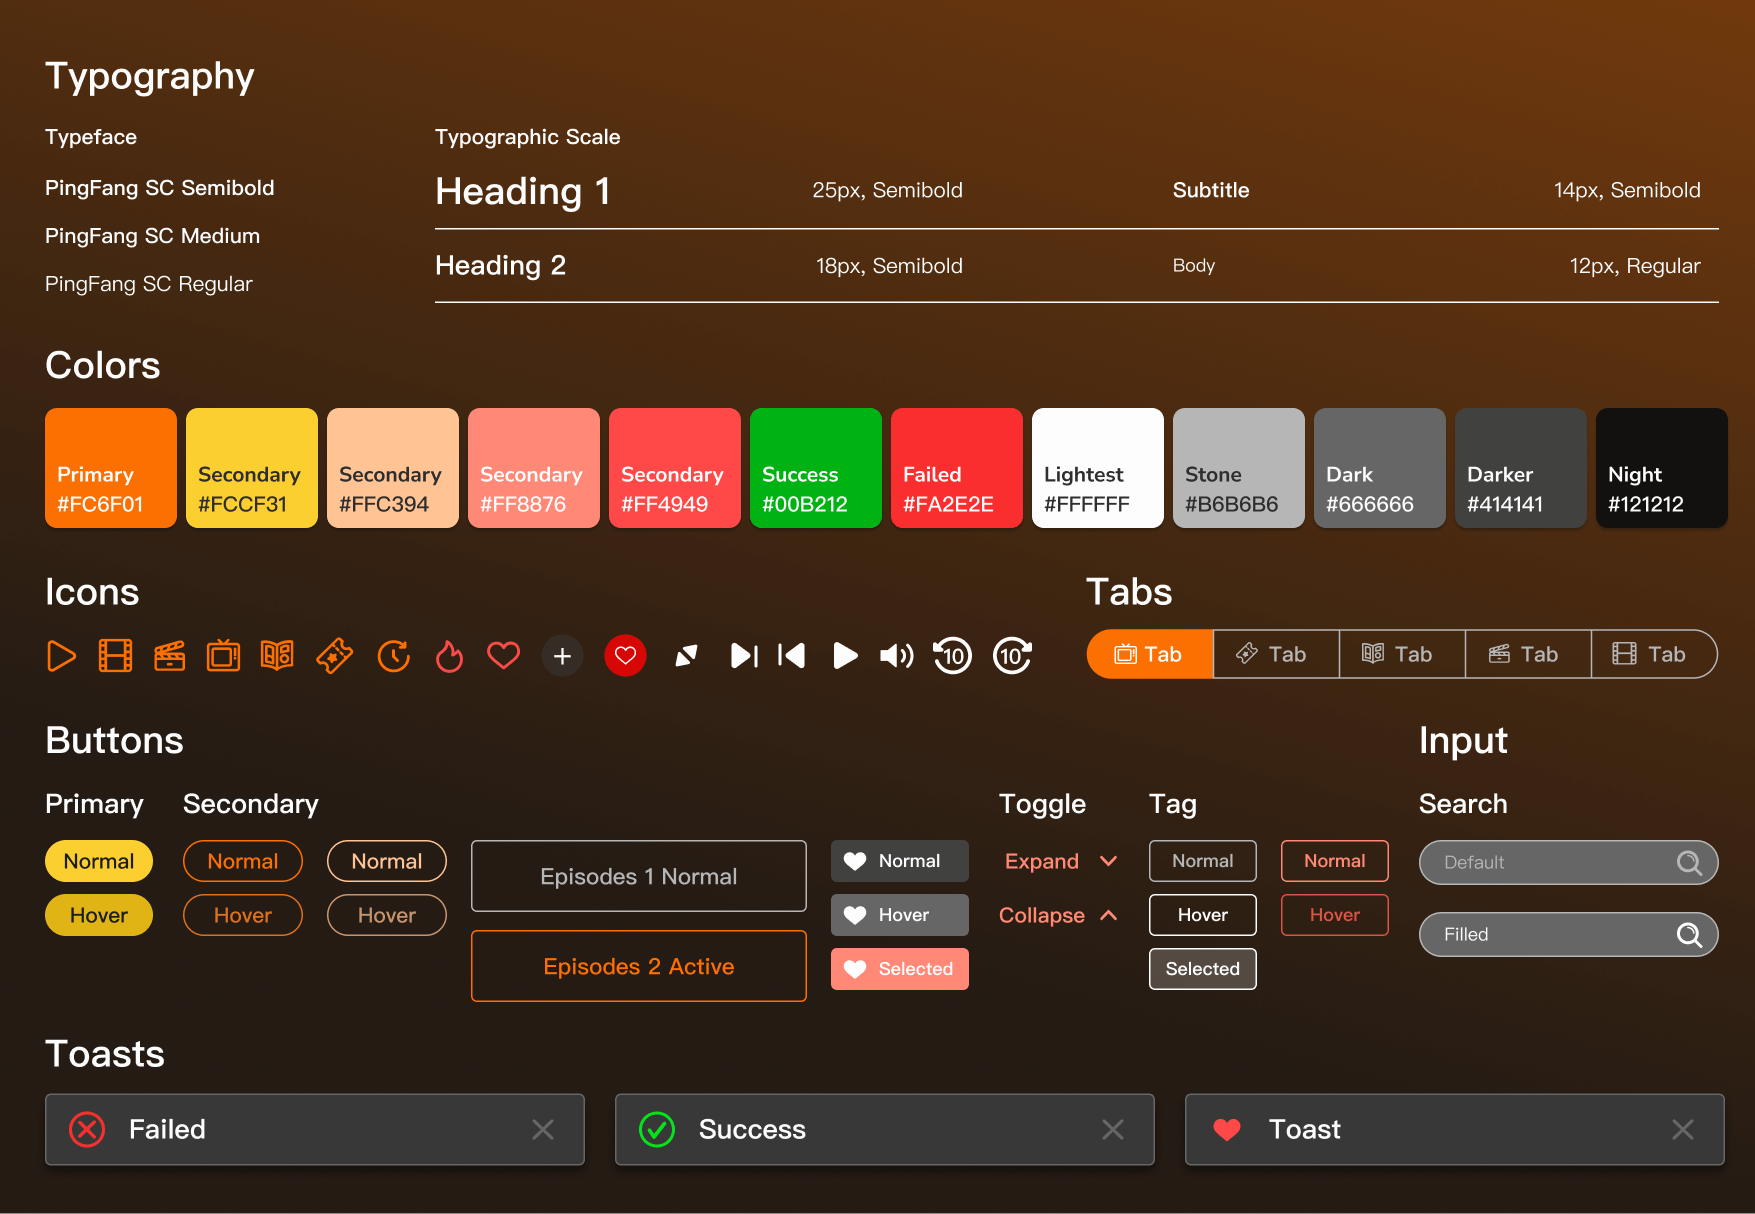 Typography
Typeface
PingFang SC Semibold
PingFang SC Medium
PingFang SC Regular
Typographic Scale
Heading 1 25px, Semibold Subtitle 14px, Semibold
Heading 2 18px, Semibold Body 12px, Regular
Colors
Primary
#FC6F01
Secondary
#FCCF31
Secondary
#FFC394
Secondary
#FF8876
Secondary
#FF4949
Success
#00B212
Failed
#FA2E2E
Lightest
#FFFFFF
Stone
#B6B6B6
Dark
#666666
Darker
#414141
Night
#121212
Icons
10 10
Tabs
Tab Tab Tab Tab Tab
Buttons
Primary
Normal
Hover
Secondary
Normal Normal
Hover Hover
Episodes 1 Normal
Episodes 2 Active
Normal
Hover
Selected
Toggle
Expand
Collapse
Tag
Normal Normal
Hover Hover
Selected
Input
Search
Default
Filled
Toasts
Failed
Success
Toast